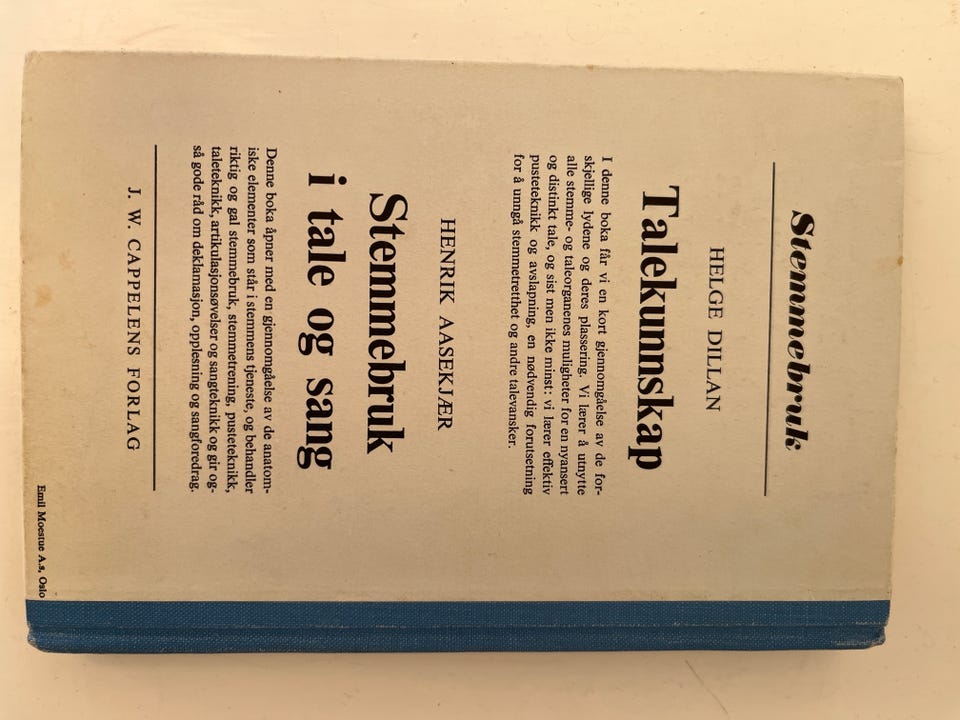 Stemmebruk
HELGE DILLAN
Talekunnskap
I denne boka får vi en kort gjennomgåelse av de for-
skjellige lydene og deres plassering. Vi lærer å utnytte
alle stemme- og taleorganenes muligheter for en nyansert
og distinkt tale, og sist men ikke minst: vi lærer effektiv
pusteteknikk og avslapning, en nødvendig forutsetning
for å unngå stemmetretthet og andre talevansker.
HENRIK AASEKJÆR
Stemmebruk
i tale og sang
Denne boka åpner med en gjennomgåelse av de anatom-
iske elementer som står i stemmens tjeneste, og behandler
riktig og gal stemmebruk, stemmetrening, pusteteknikk,
taleteknikk, artikulasjonsøvelser og sangteknikk og gir og-
så gode råd om deklamasjon, opplesning og sangforedrag.
J. W. CAPPELENS FORLAG
Emil Moestue A.s, Oslo